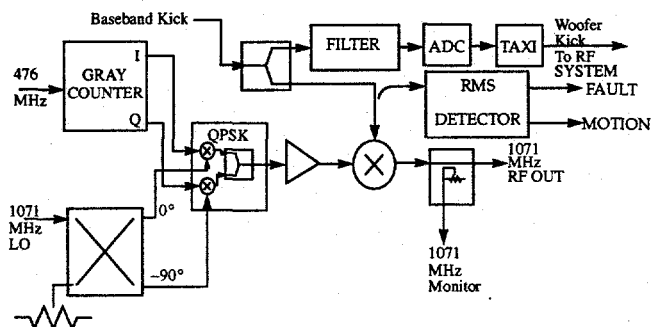 Baseband Kick
FILTER
ADC
TAXI
Woofer
Kick
To RF
SYSTEM
476
MHz
GRAY
COUNTER
I
Q
RMS
DETECTOR
FAULT
MOTION
QPSK
1071
MHz
RF OUT
1071
MHz
LO
0°
-90°
1071
MHz
Monitor